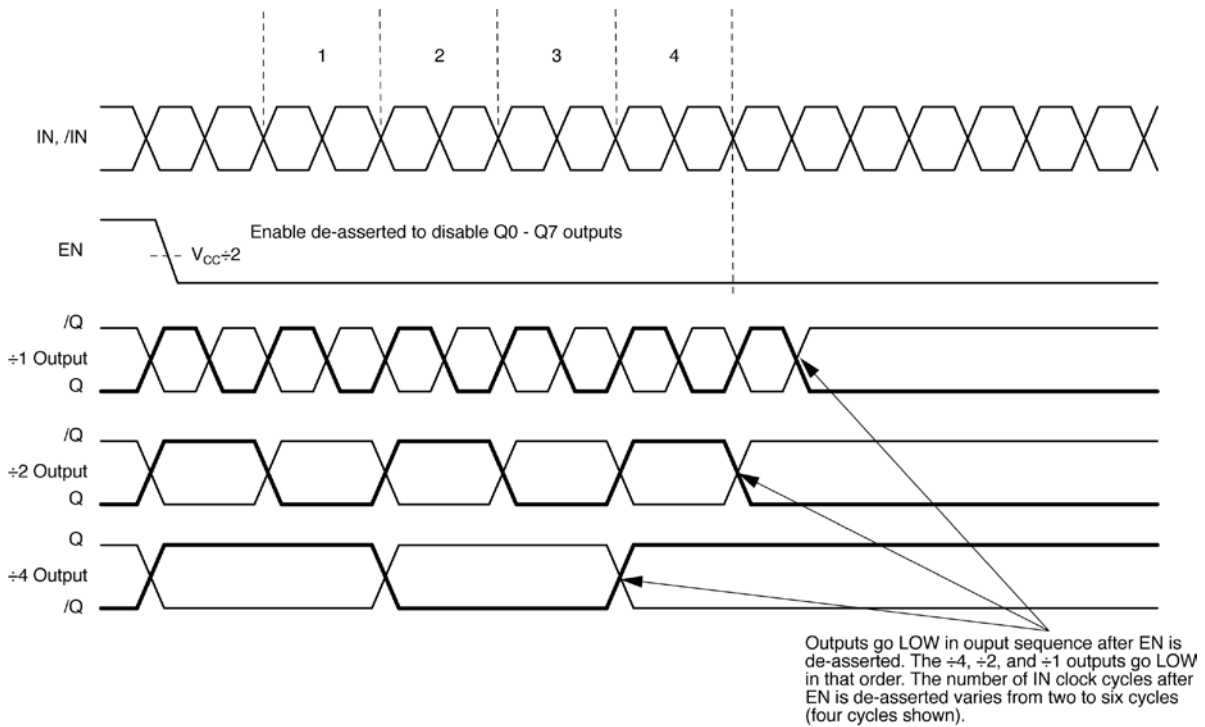 1 2 3 4
IN, /IN
EN
Enable de-asserted to disable Q0 - Q7 outputs
VCC÷2
/Q
÷1 Output
Q
/Q
÷2 Output
Q
Q
÷4 Output
/Q
Outputs go LOW in ouput sequence after EN is
de-asserted. The ÷4, ÷2, and ÷1 outputs go LOW
in that order. The number of IN clock cycles after
EN is de-asserted varies from two to six cycles
(four cycles shown).